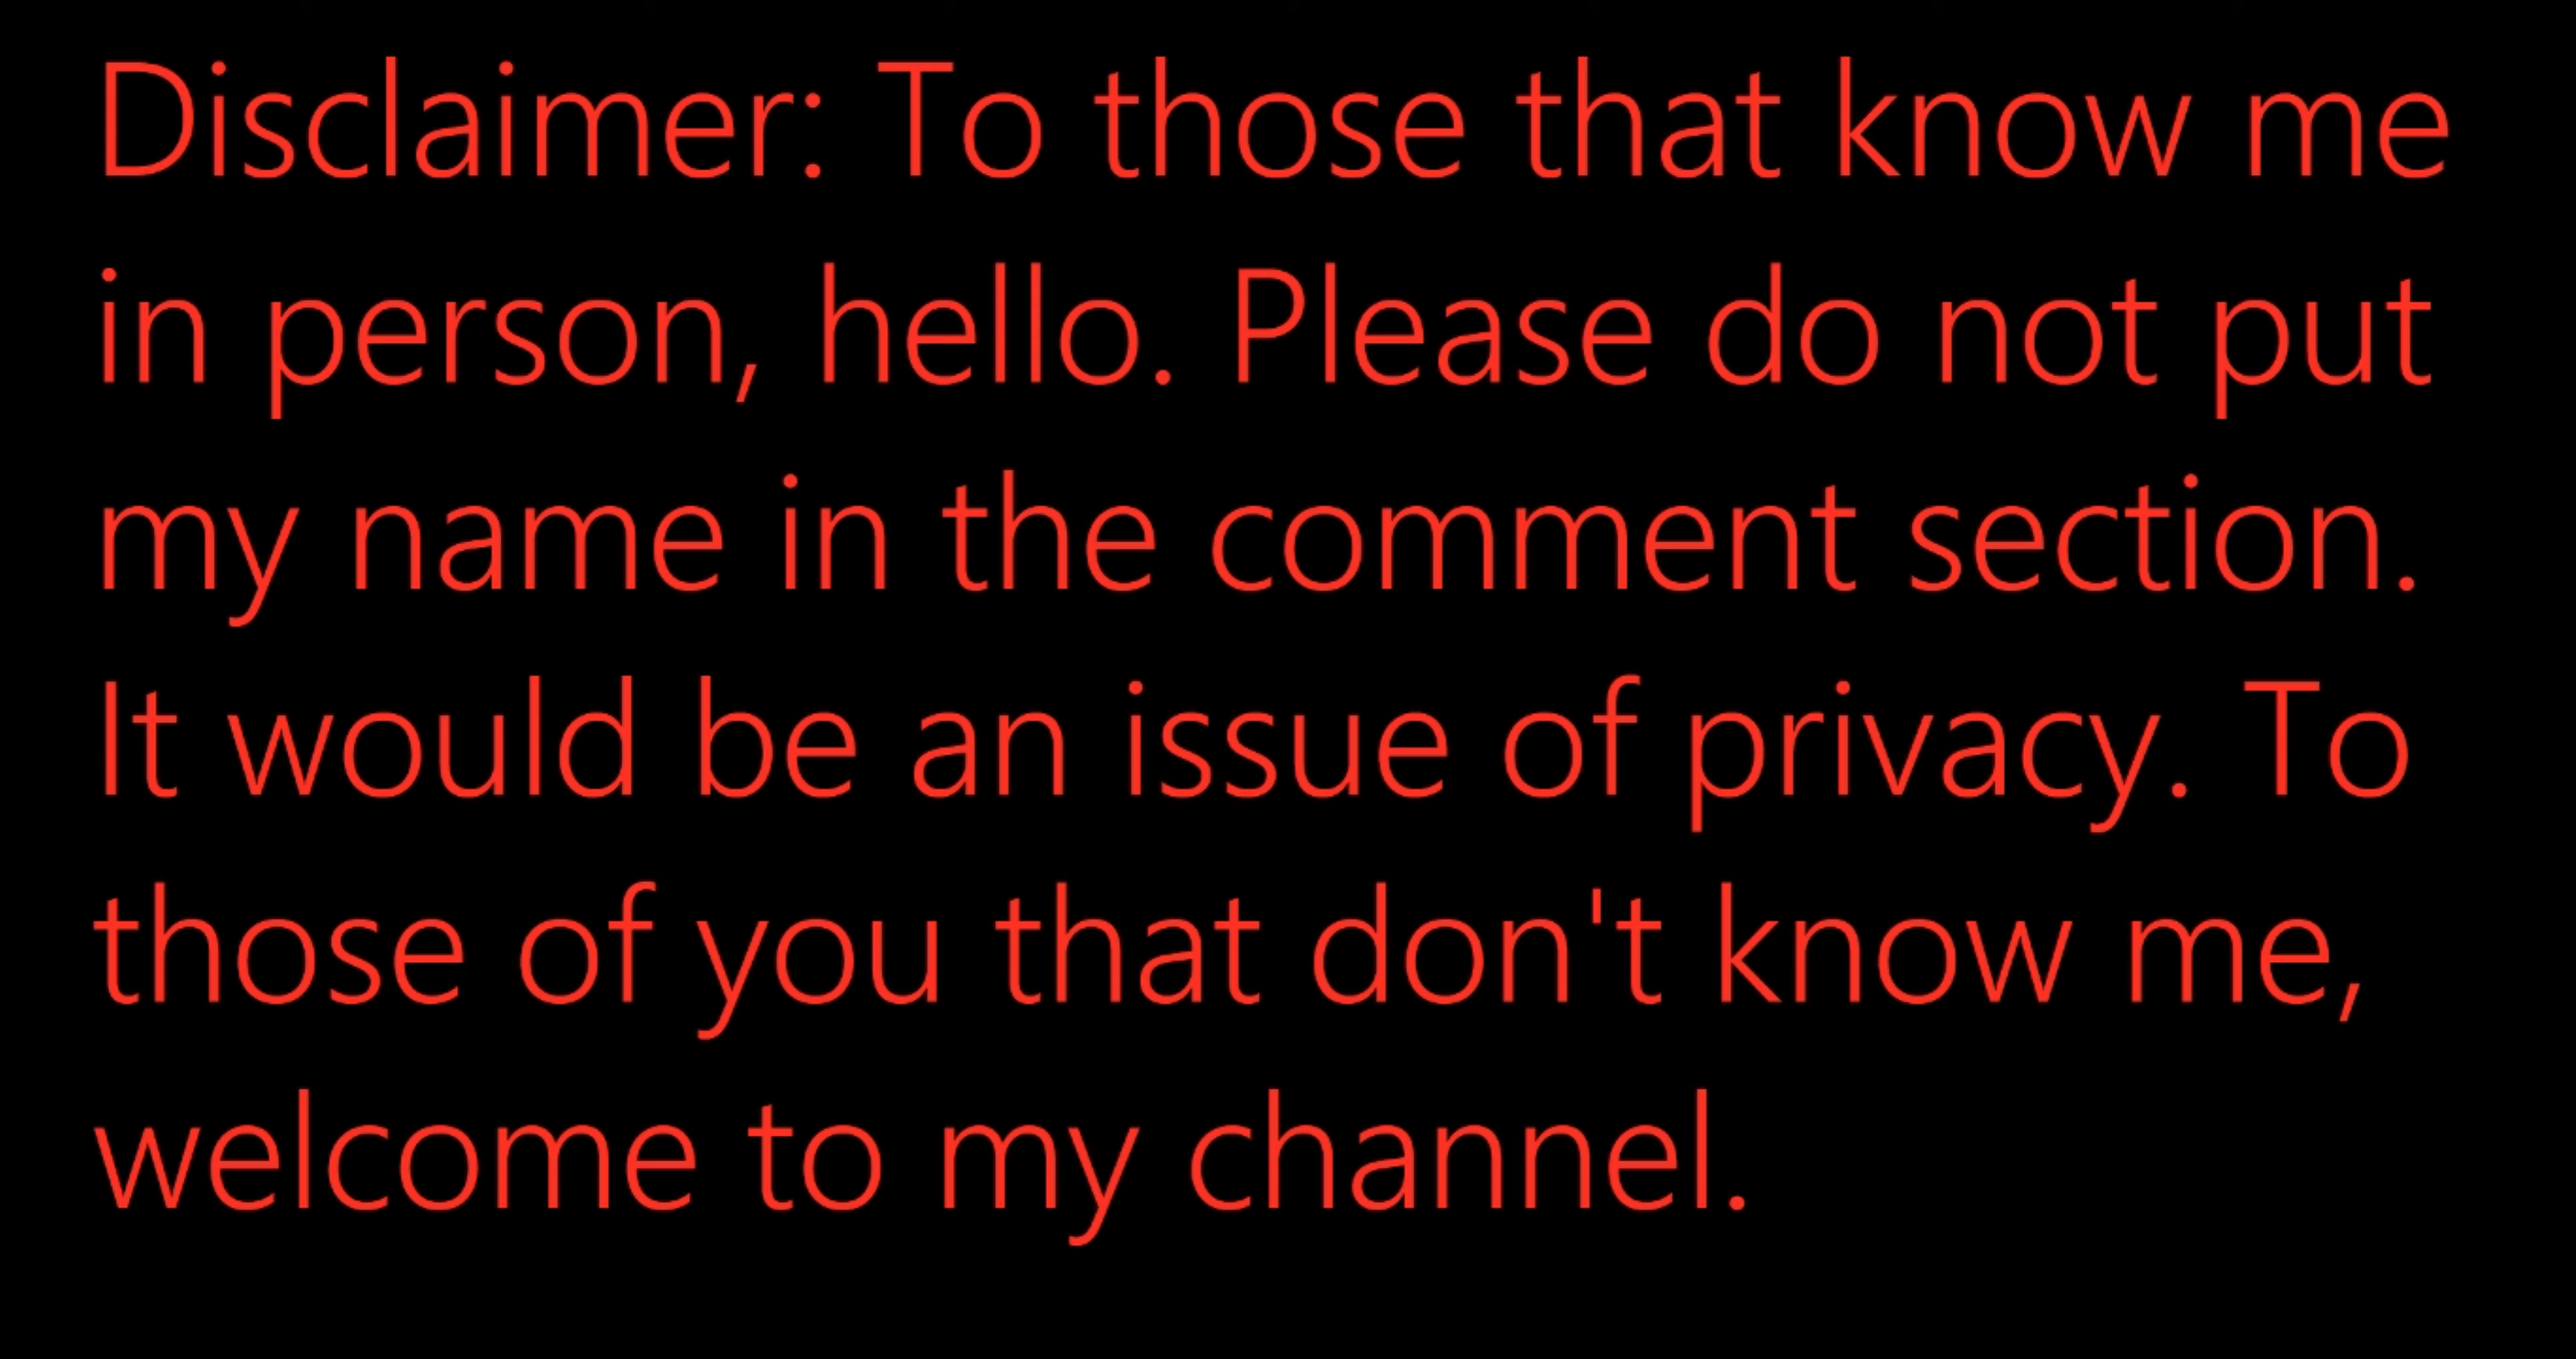 Disclaimer: To those that know me
in person, hello. Please do not put
my name in the comment section.
It would be an issue of privacy. To
those of you that don't know me,
welcome to my channel.